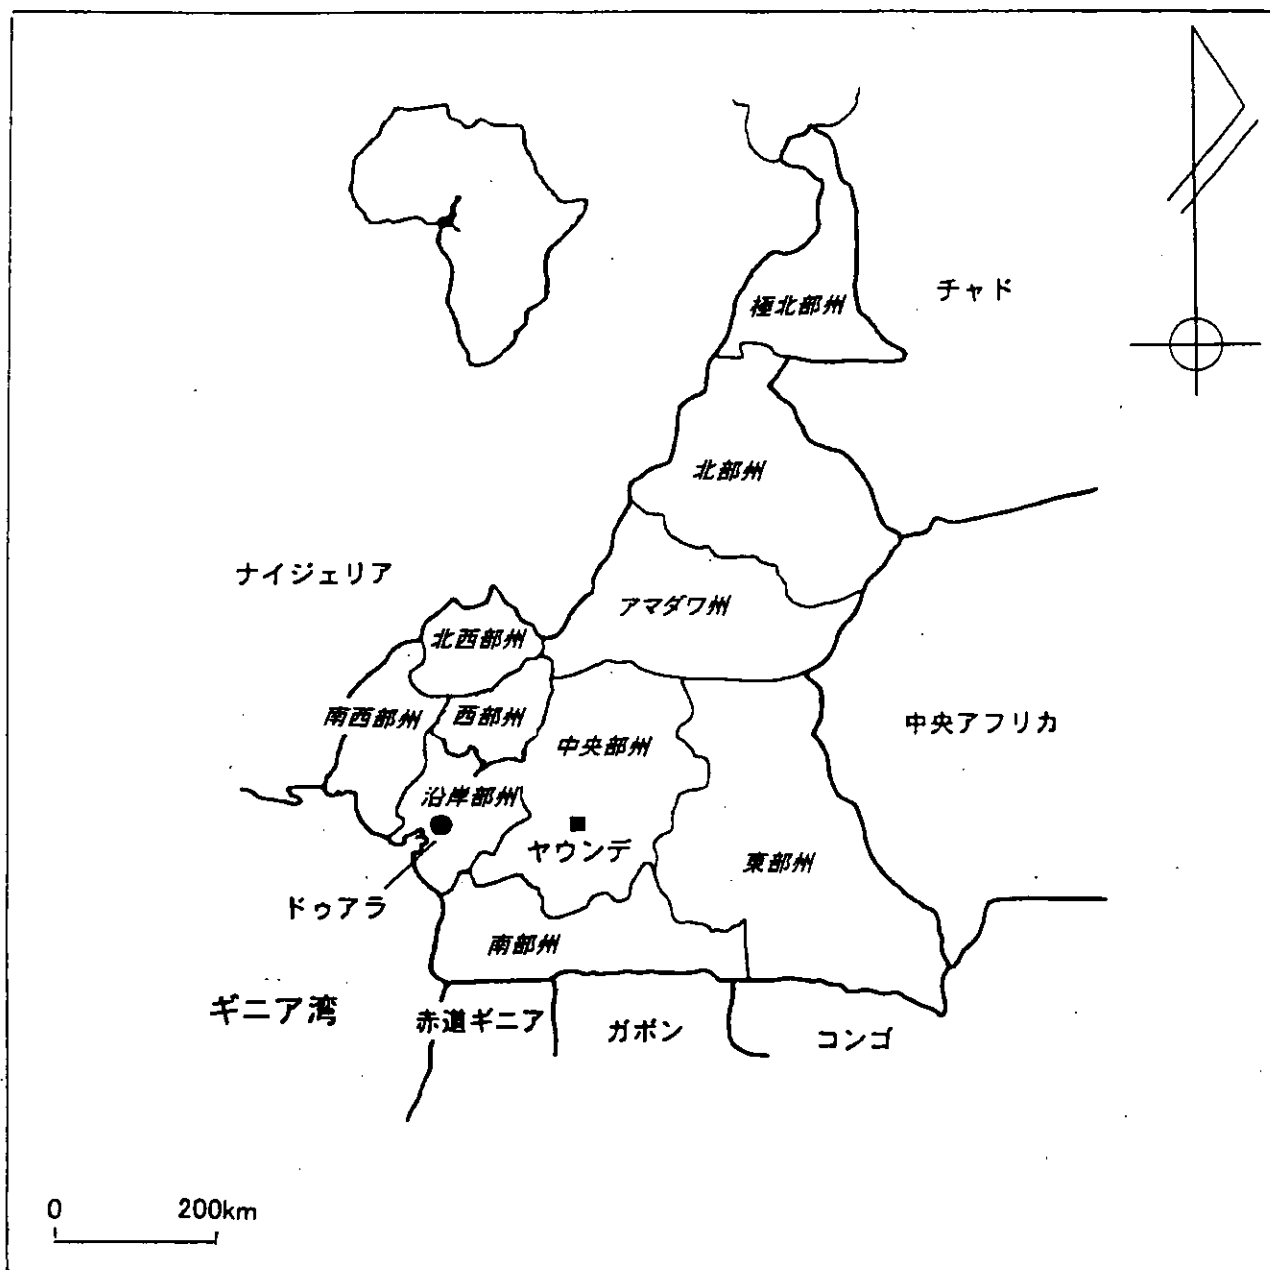 チャド
極北部州
北部州
ナイジェリア
アマダワ州
北西部州
南西部州
西部州
中央部州
中央アフリカ
沿岸部州
ヤウンデ
東部州
ドゥアラ
南部州
ギニア湾
赤道ギニア
ガボン
コンゴ
0 200km